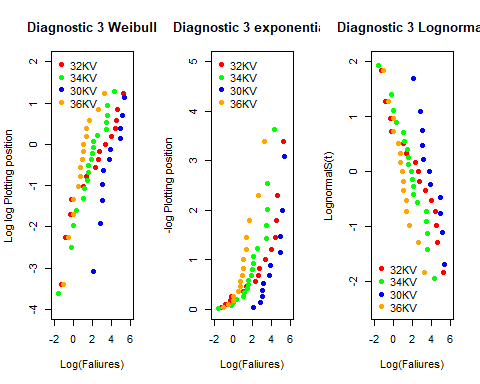 Diagnostic 3 Weibull
Log log Plotting position
2
1
0
-1
-2
-3
-4
32KV
34KV
30KV
36KV
-2 0 2 4 6
Log(Faliures)
Diagnostic 3 exponentia
-log Plotting position
5
4
3
2
1
0
32KV
34KV
30KV
36KV
-2 0 2 4 6
Log(Faliures)
Diagnostic 3 Lognorma
LognormalS(t)
2
1
0
-1
-2
32KV
34KV
30KV
36KV
-2 0 2 4 6
Log(Faliures)